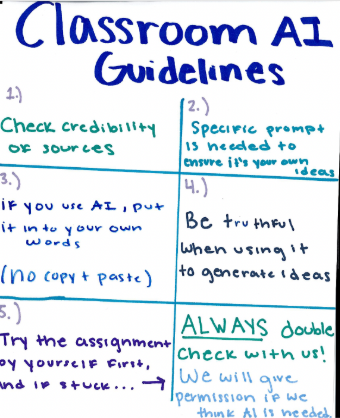 Classroom AI
Guidelines
1.)
Check credibility
of sources
2.)
Specific prompt
is needed to
ensure it's your own
ideas
3.)
if you use AI, put
it in to your own
words
(no copy + paste)
4.)
Be truthful
when using it
to generate ideas
5.)
Try the assignment
by yourself first,
and if stuck... →
ALWAYS double
check with us!
We will give
permission if we
think AI is needed.